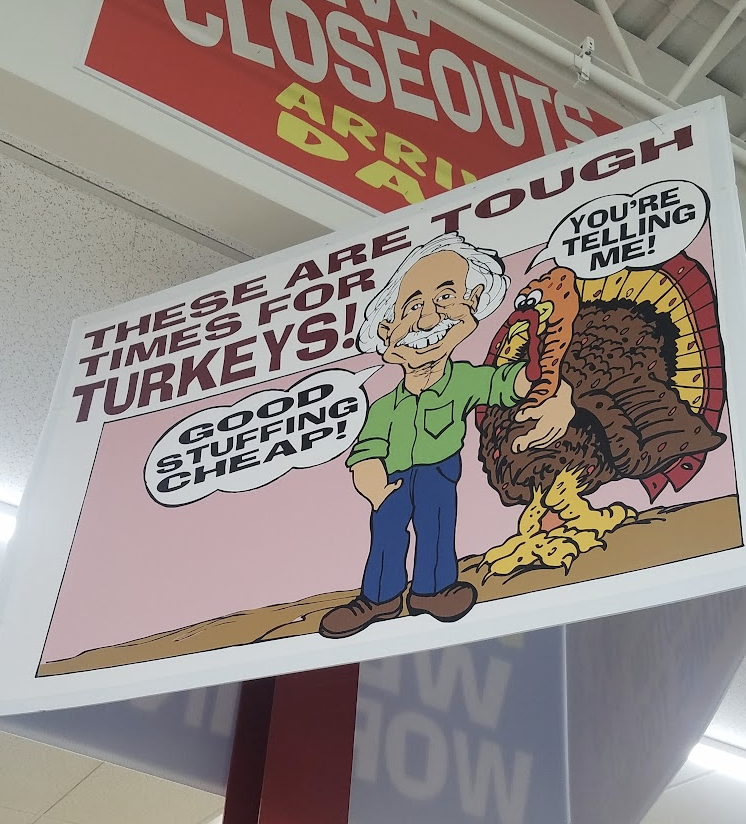 CLOSEOUTS
THESE ARE TOUGH
TIMES FOR
TURKEYS!
YOU'RE
TELLING
ME!
GOOD
STUFFING
CHEAP!